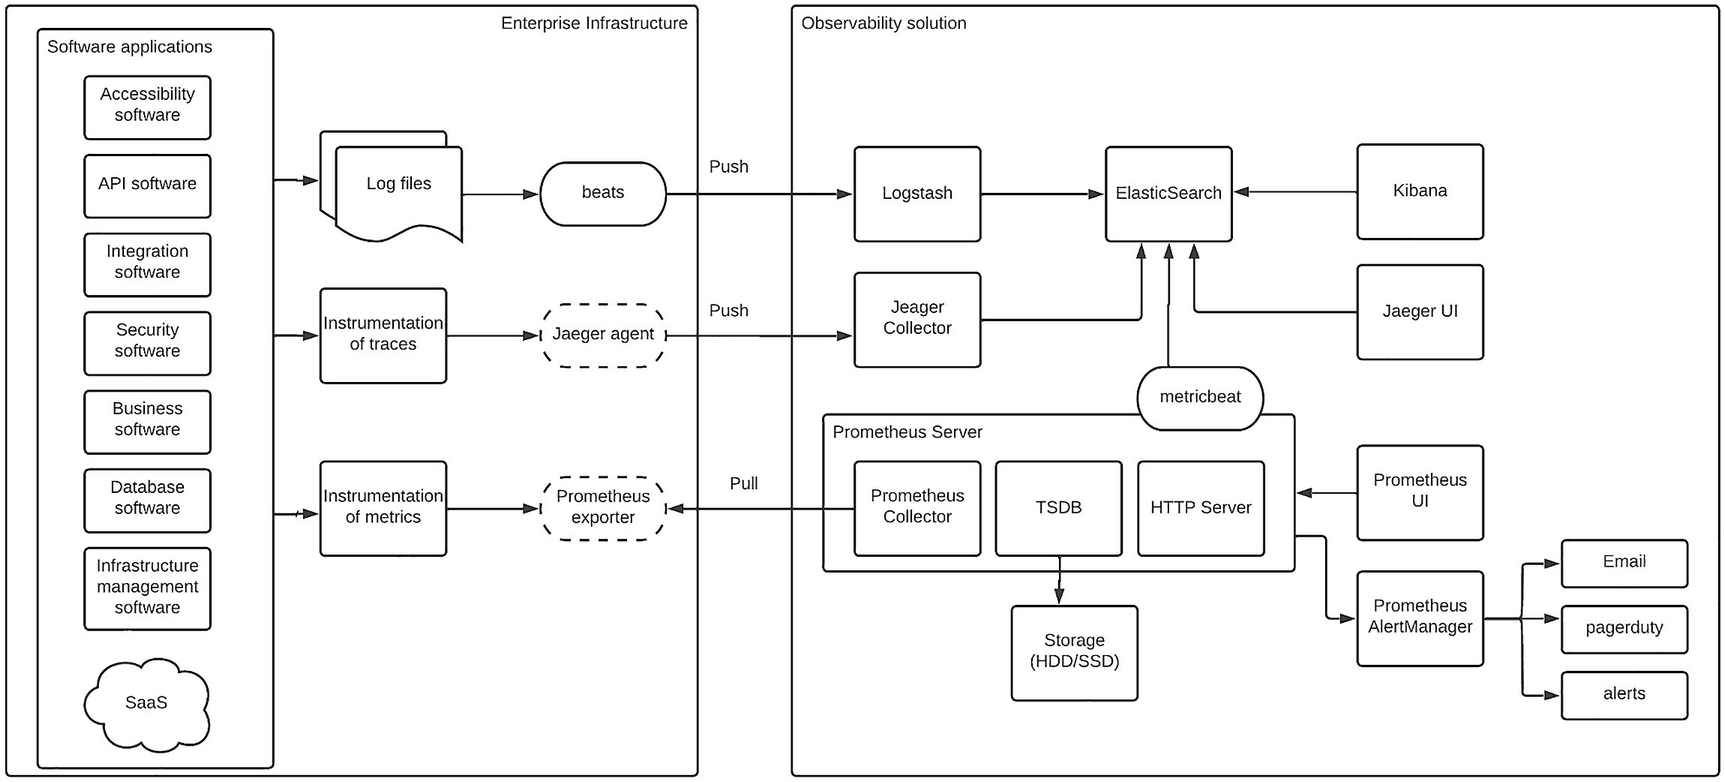 Enterprise Infrastructure
Software applications
Accessibility
software
API software
Integration
software
Security
software
Business
software
Database
software
Infrastructure
management
software
SaaS
Log files
beats
Push
Instrumentation
of traces
Jaeger agent
Push
Instrumentation
of metrics
Prometheus
exporter
Pull
Observability solution
Logstash
ElasticSearch
Kibana
Jeager
Collector
Jaeger UI
metricbeat
Prometheus Server
Prometheus
Collector
TSDB
HTTP Server
Prometheus
UI
Storage
(HDD/SSD)
Prometheus
AlertManager
Email
pagerduty
alerts